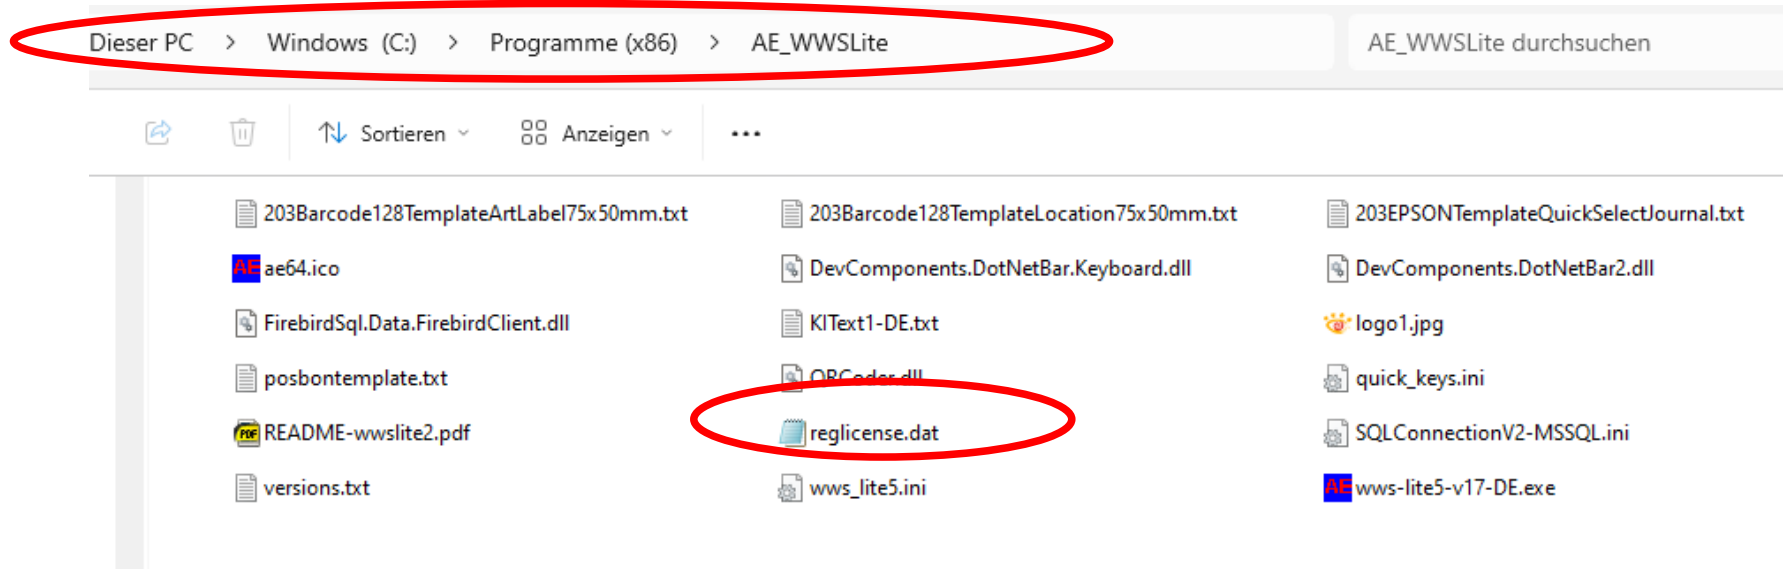 Dieser PC > Windows (C:) > Programme (x86) > AE_WWSLite AE_WWSLite durchsuchen
Sortieren Anzeigen
203Barcode128TemplateArtLabel75x50mm.txt 203Barcode128TemplateLocation75x50mm.txt 203EPSONTemplateQuickSelectJournal.txt
AE ae64.ico DevComponents.DotNetBar.Keyboard.dll DevComponents.DotNetBar2.dll
FirebirdSql.Data.FirebirdClient.dll KIText1-DE.txt logo1.jpg
posbontemplate.txt QRCoder.dll quick_keys.ini
PDF README-wwslite2.pdf reglicense.dat SQLConnectionV2-MSSQL.ini
versions.txt wws_lite5.ini AE wws-lite5-v17-DE.exe